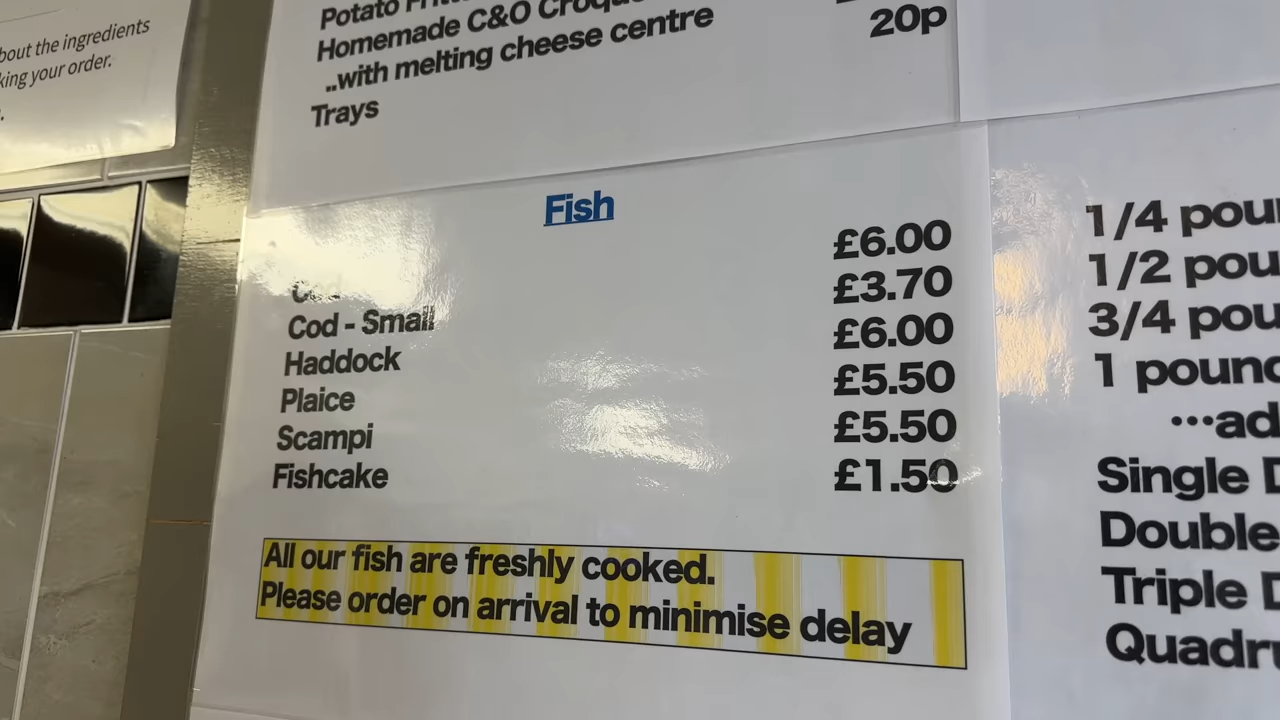 bout the ingredients
king your order.
Potato
Homemade C&O
..with melting cheese centre
Trays 20p
Fish
£6.00
Cod - Small £3.70
Haddock £6.00
Plaice £5.50
Scampi £5.50
Fishcake £1.50
All our fish are freshly cooked.
Please order on arrival to minimise delay
1/4 pou
1/2 pou
3/4 pou
1 pound
...ad
Single D
Double
Triple D
Quadru